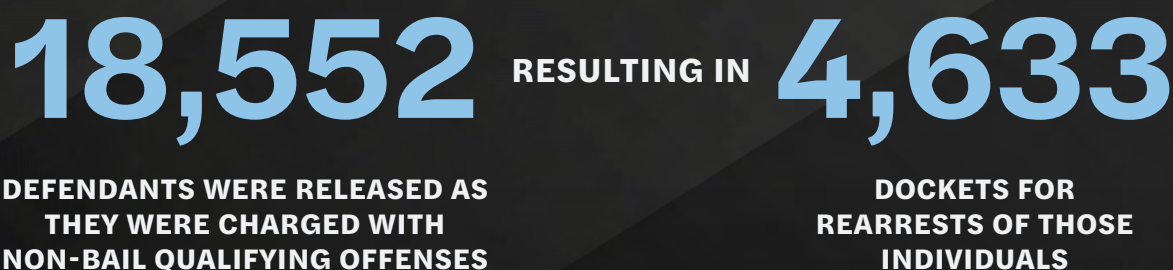 18,552 RESULTING IN 4,633
DEFENDANTS WERE RELEASED AS
THEY WERE CHARGED WITH
NON-BAIL QUALIFYING OFFENSES
DOCKETS FOR
REARRESTS OF THOSE
INDIVIDUALS